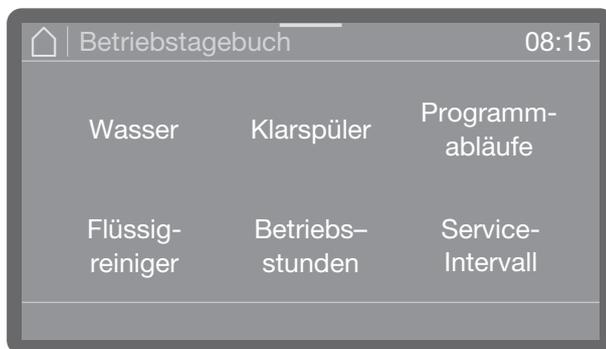 Betriebstagebuch 08:15
Wasser Klarspüler Programm-
abläufe
Flüssig- Betriebs– Service-
reiniger stunden Intervall